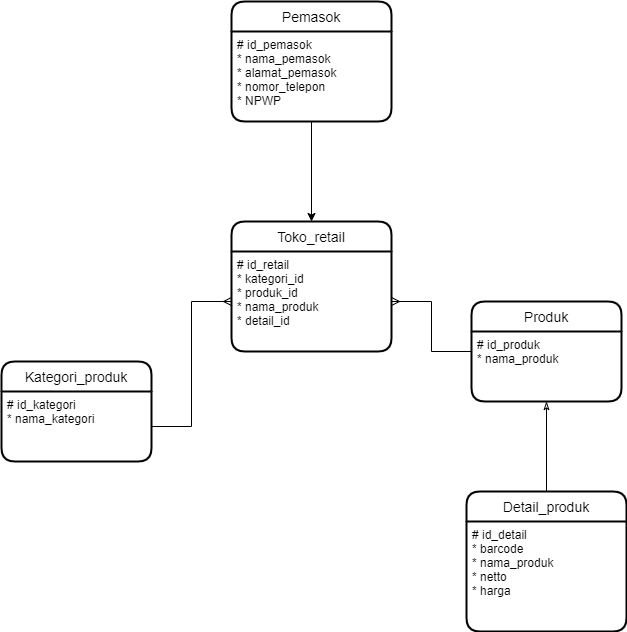 Pemasok
# id_pemasok
* nama_pemasok
* alamat_pemasok
* nomor_telepon
* NPWP
Toko_retail
# id_retail
* kategori_id
* produk_id
* nama_produk
* detail_id
Produk
# id_produk
* nama_produk
Kategori_produk
# id_kategori
* nama_kategori
Detail_produk
# id_detail
* barcode
* nama_produk
* netto
* harga